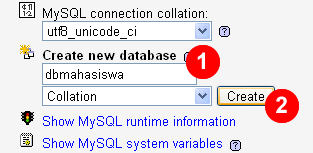 MySQL connection collation:
utf8_unicode_ci
Create new database
1
dbmahasiswa
Collation
Create
2
Show MySQL runtime information
Show MySQL system variables